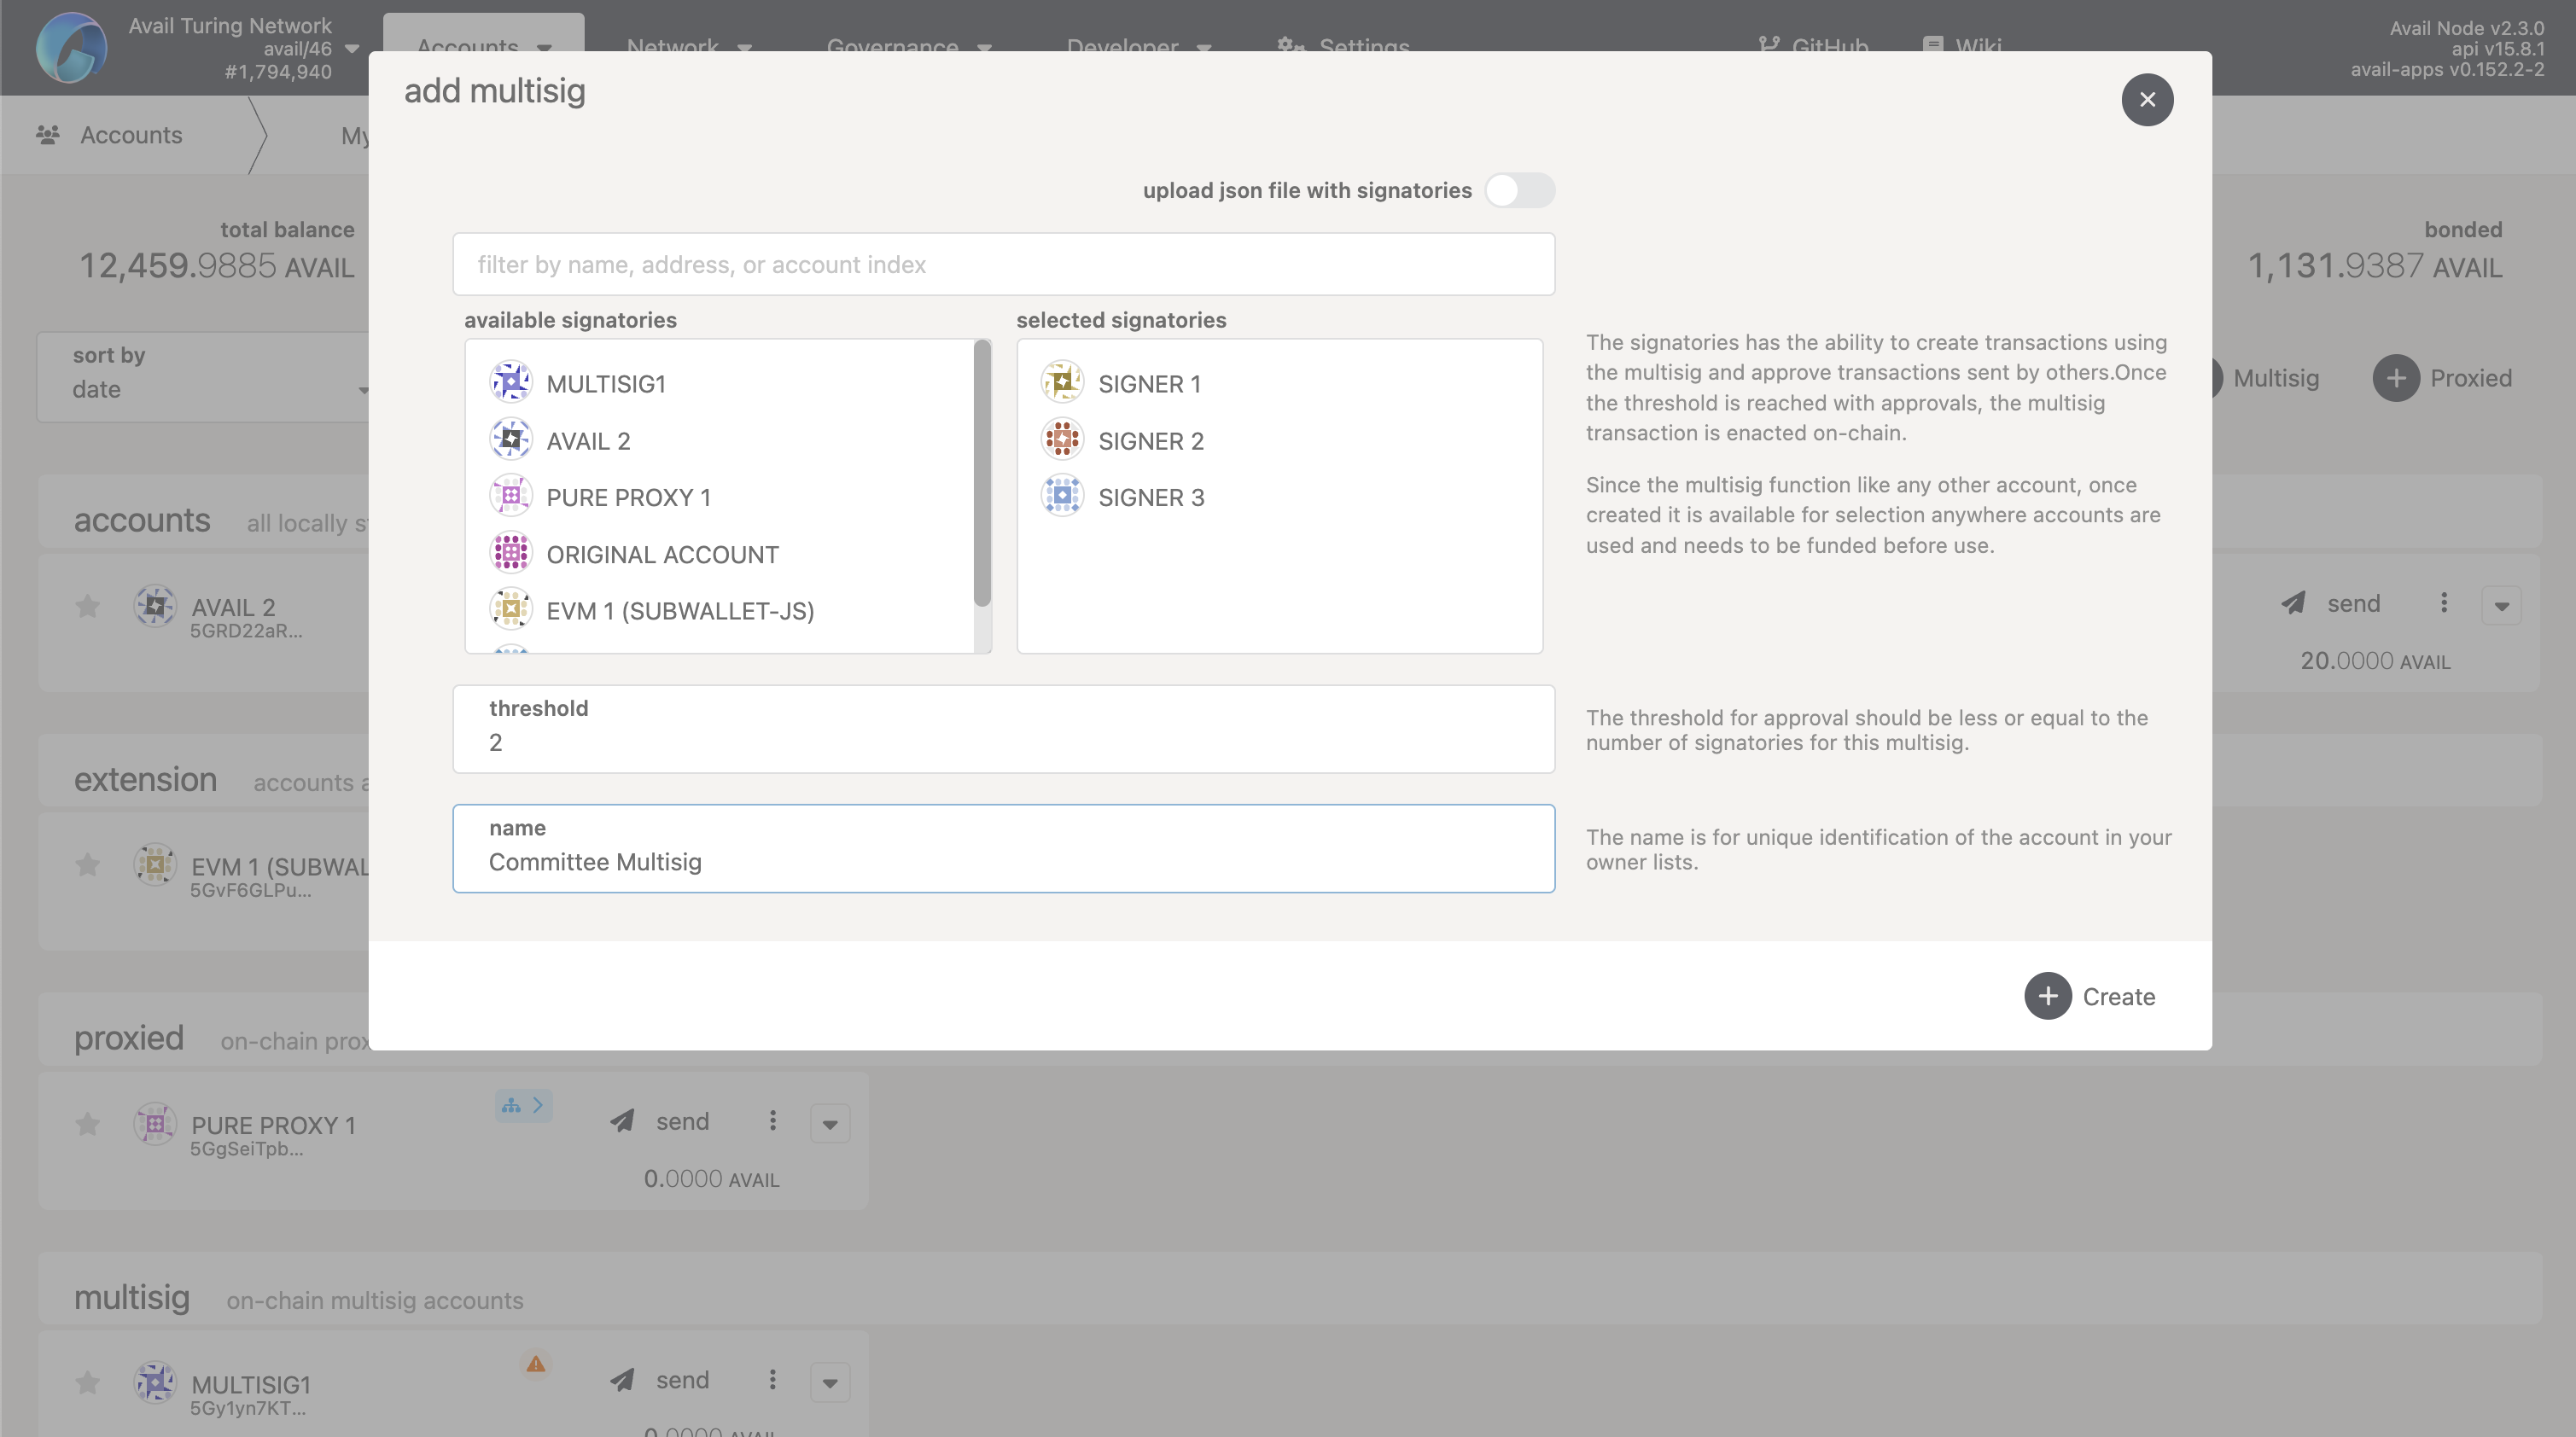 Avail Turing Network
avail/46
#1,794,940
Accounts
Network
Governance
Developer
Settings
GitHub
Wiki
Avail Node v2.3.0
api v15.8.1
avail-apps v0.152.2-2
Accounts
My
add multisig
total balance
12,459.9885 AVAIL
bonded
1,131.9387 AVAIL
sort by
date
Multisig
Proxied
upload json file with signatories
filter by name, address, or account index
available signatories
MULTISIG1
AVAIL 2
PURE PROXY 1
ORIGINAL ACCOUNT
EVM 1 (SUBWALLET-JS)
selected signatories
SIGNER 1
SIGNER 2
SIGNER 3
The signatories has the ability to create transactions using
the multisig and approve transactions sent by others.Once
the threshold is reached with approvals, the multisig
transaction is enacted on-chain.
Since the multisig function like any other account, once
created it is available for selection anywhere accounts are
used and needs to be funded before use.
threshold
2
The threshold for approval should be less or equal to the
number of signatories for this multisig.
name
Committee Multisig
The name is for unique identification of the account in your
owner lists.
Create
accounts all locally
AVAIL 2
5GRD22aR...
send
20.0000 AVAIL
extension accounts
EVM 1 (SUBWAL
5GvF6GLPu...
proxied on-chain prox
PURE PROXY 1
5GgSeiTpb...
send
0.0000 AVAIL
multisig on-chain multisig accounts
MULTISIG1
5Gy1yn7KT...
send
0.0000 AVAIL